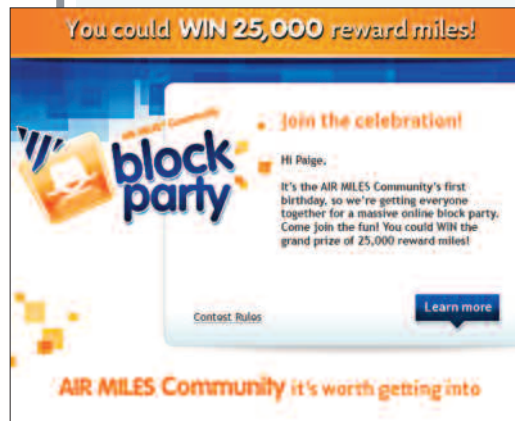 You could WIN 25,000 reward miles!
AIR MILES® Community
block
party
Join the celebration!
Hi Paige,
It's the AIR MILES Community's first
birthday, so we're getting everyone
together for a massive online block party.
Come join the fun! You could WIN the
grand prize of 25,000 reward miles!
Contest Rules
Learn more
AIR MILES Community it's worth getting into